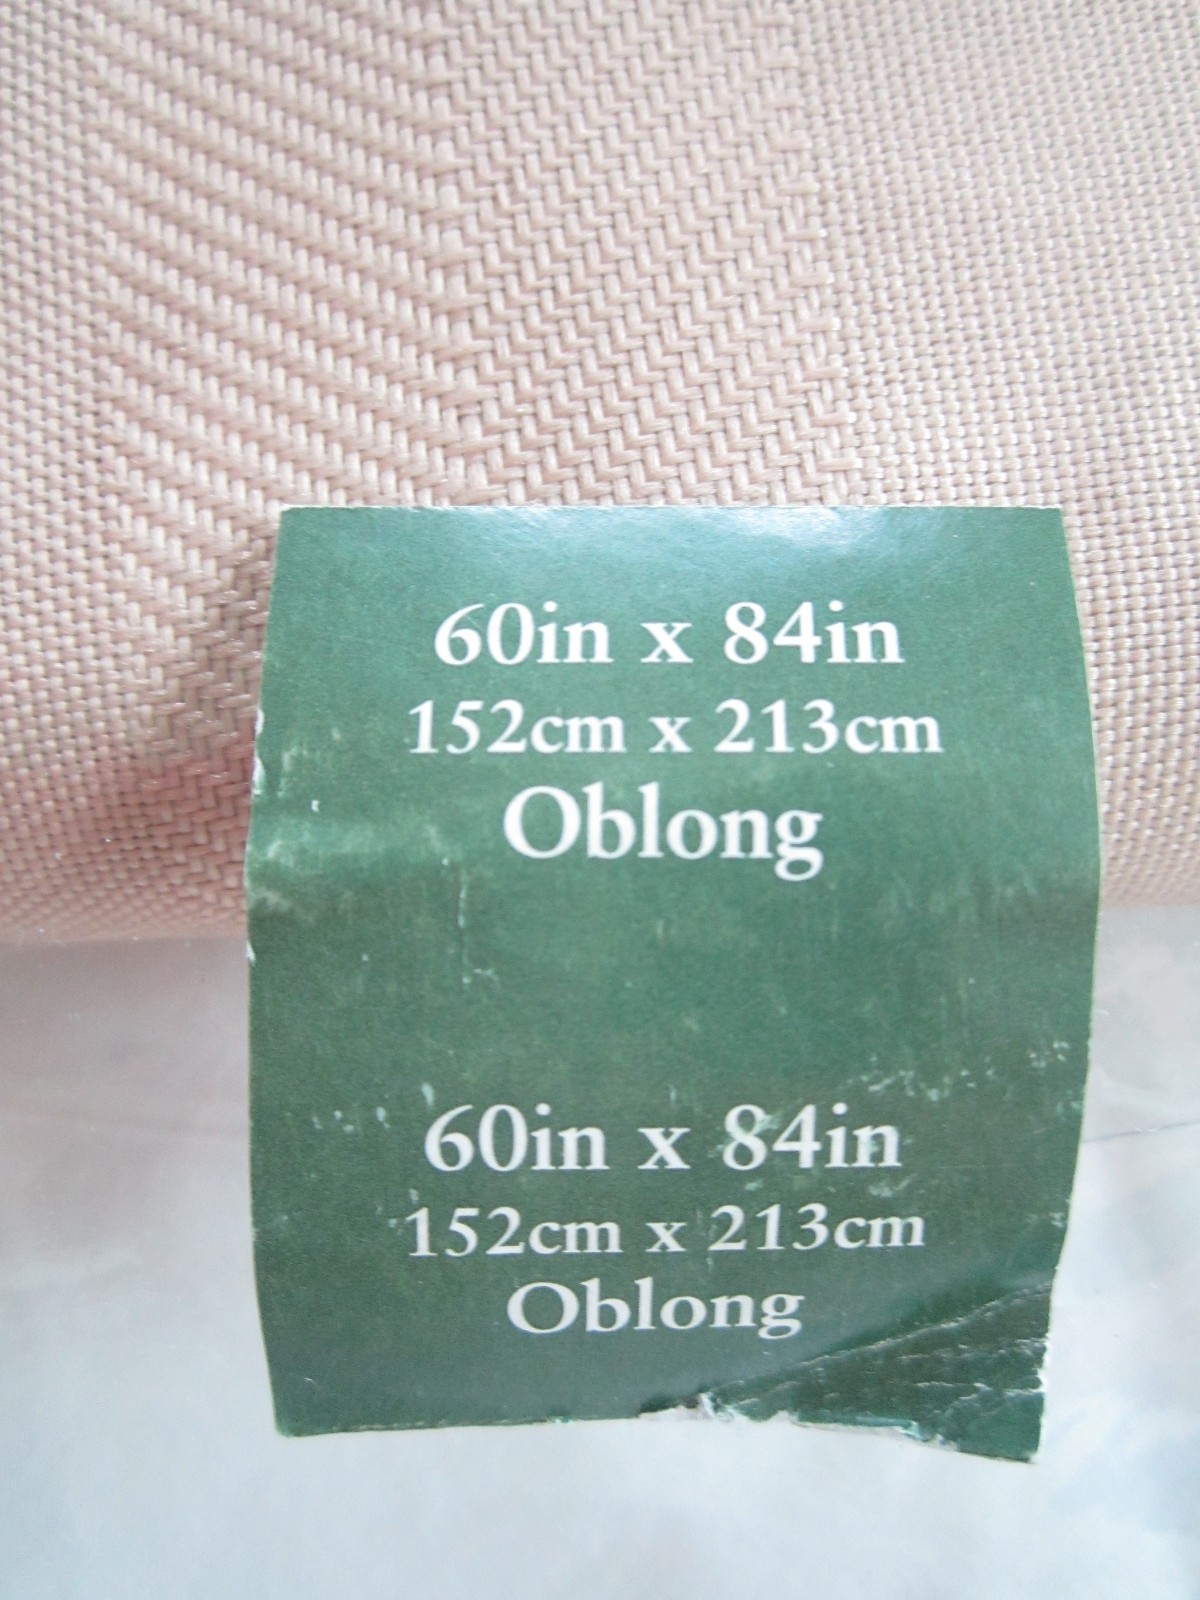 60in x 84in
152cm x 213cm
Oblong
60in x 84in
152cm x 213cm
Oblong